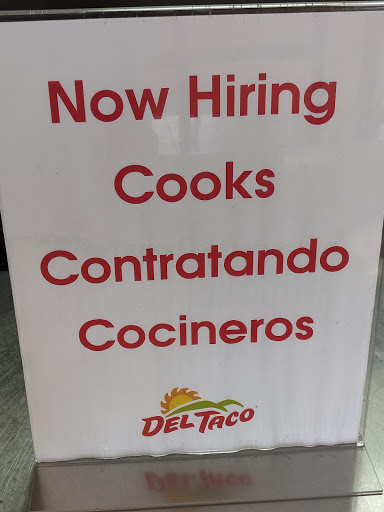 Now Hiring
Cooks
Contratando
Cocineros
DEL TACO